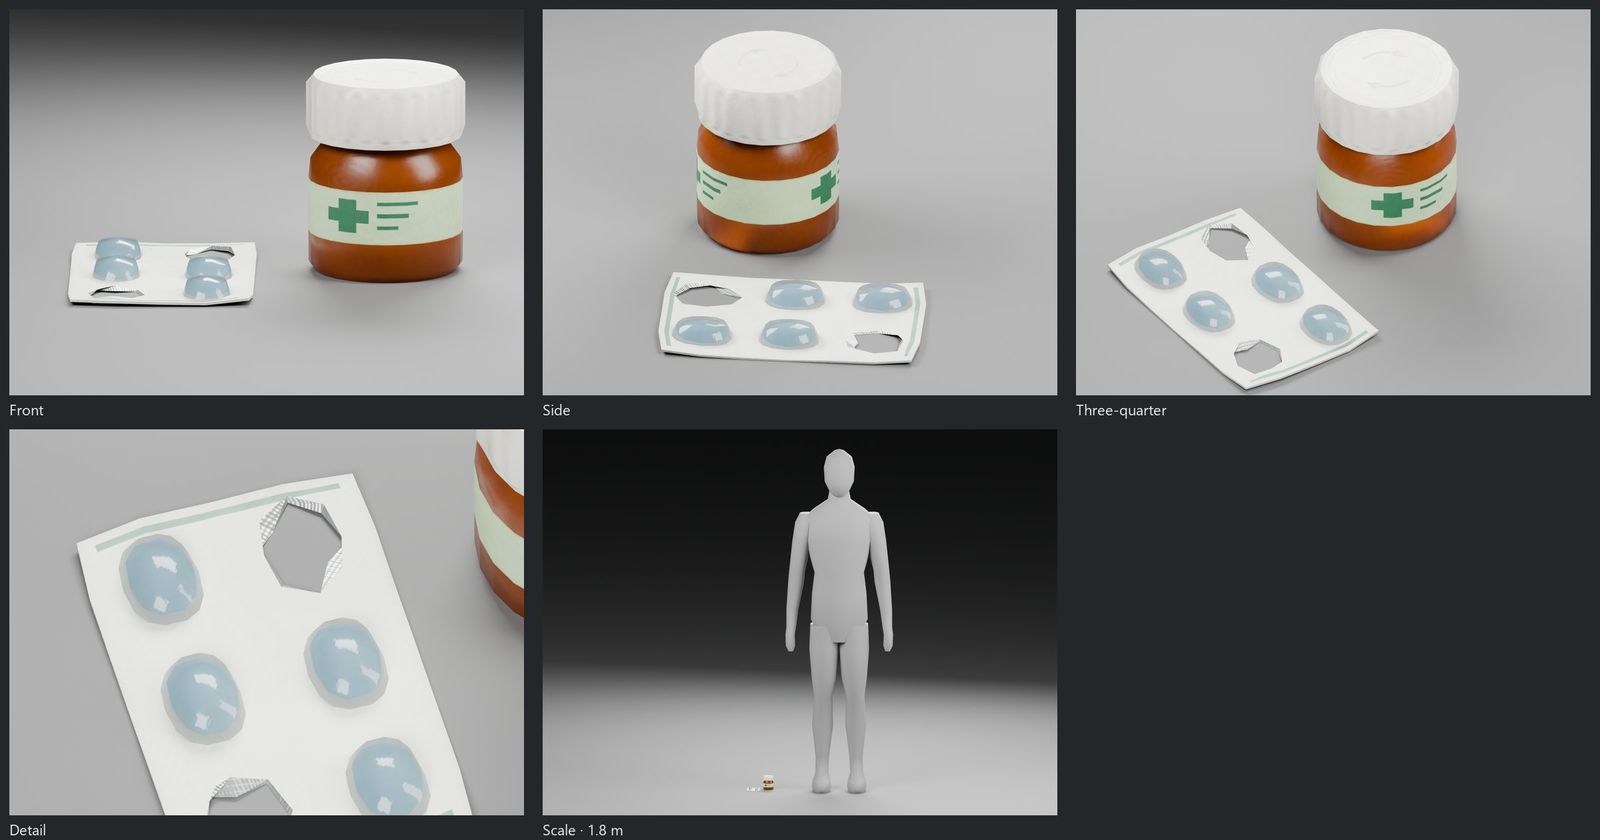 Front
Side
Three-quarter
Detail
Scale · 1.8 m